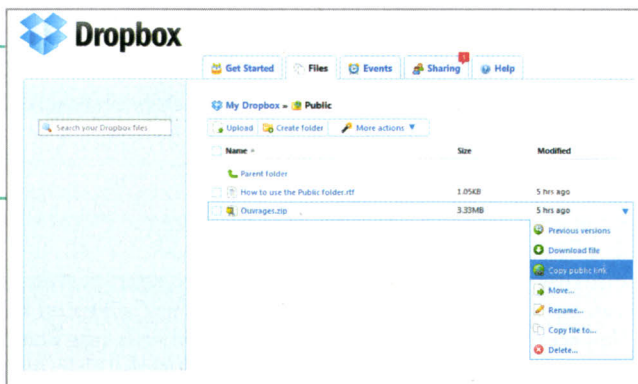 Dropbox
Get Started Files Events Sharing 1 Help
My Dropbox » Public
Search your Dropbox files
Upload Create folder More actions ▼
Name Size Modified
Parent folder
How to use the Public folder.rtf 1.05KB 5 hrs ago
Ouvrages.zip 3.33MB 5 hrs ago
Previous versions
Download file
Copy public link
Move...
Rename...
Copy file to...
Delete...